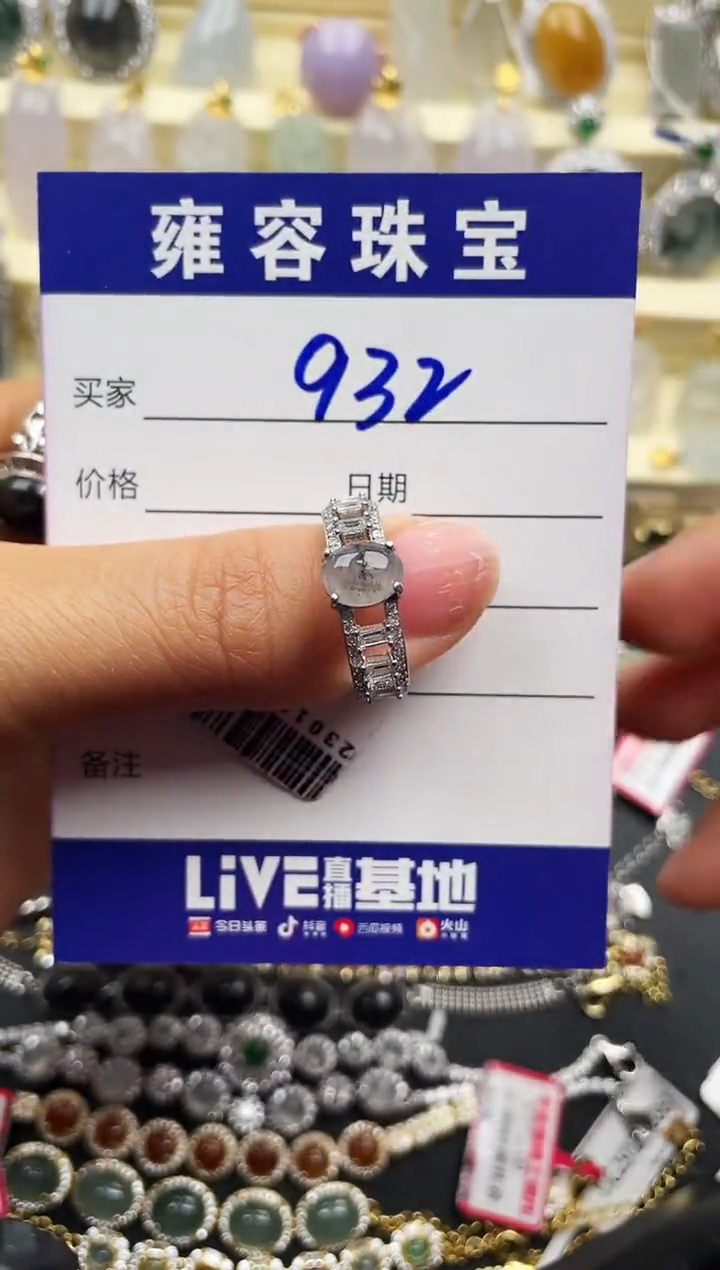 雍容珠宝
买家 932
价格 日期
备注
LiVE直播基地
今日头条 抖音 西瓜视频 火山